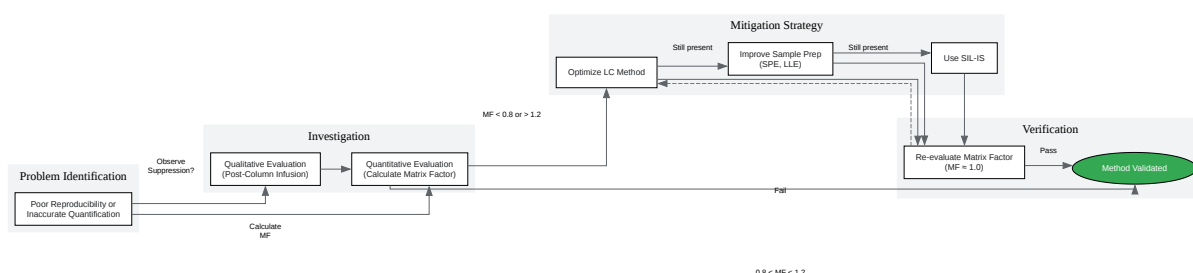 Mitigation Strategy
Still present
Still present
Improve Sample Prep
(SPE, LLE)
Use SIL-IS
Optimize LC Method
MF < 0.8 or > 1.2
Investigation
Verification
Observe
Suppression?
Qualitative Evaluation
(Post-Column Infusion)
Quantitative Evaluation
(Calculate Matrix Factor)
Re-evaluate Matrix Factor
(MF ≈ 1.0)
Pass
Method Validated
Problem Identification
Poor Reproducibility or
Inaccurate Quantification
Fail
Calculate
MF
0.8 < MF < 1.2